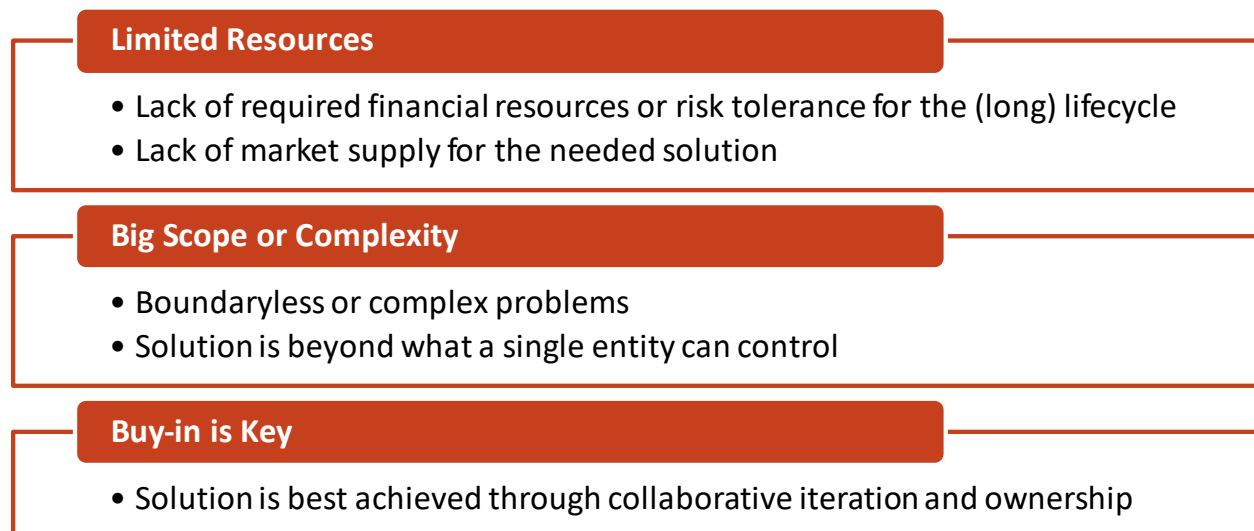 Limited Resources
• Lack of required financial resources or risk tolerance for the (long) lifecycle
• Lack of market supply for the needed solution
Big Scope or Complexity
• Boundaryless or complex problems
• Solution is beyond what a single entity can control
Buy-in is Key
• Solution is best achieved through collaborative iteration and ownership